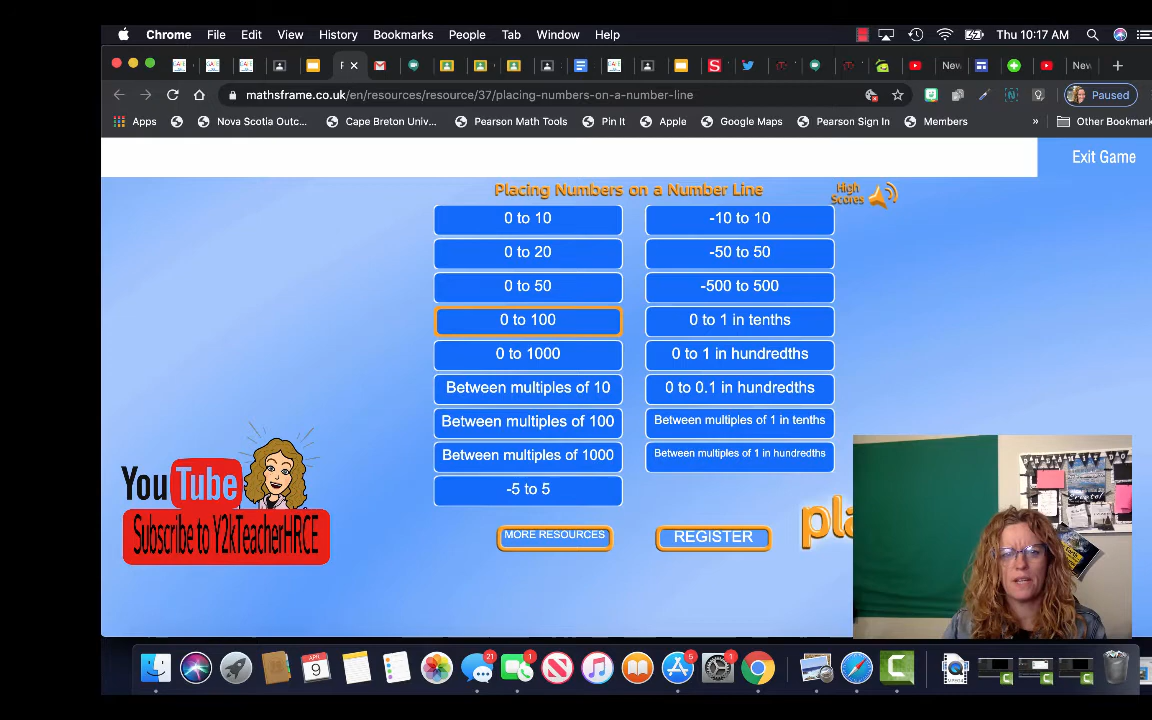 Chrome File Edit View History Bookmarks People Tab Window Help Thu 10:17 AM
New New
mathsframe.co.uk/en/resources/resource/37/placing-numbers-on-a-number-line Paused
Apps Nova Scotia Outc... Cape Breton Univ... Pearson Math Tools Pin It Apple Google Maps Pearson Sign In Members » Other Bookmark
Exit Game
Placing Numbers on a Number Line
High
Scores
0 to 10
-10 to 10
0 to 20
-50 to 50
0 to 50
-500 to 500
0 to 100
0 to 1 in tenths
0 to 1000
0 to 1 in hundredths
Between multiples of 10
0 to 0.1 in hundredths
Between multiples of 100
Between multiples of 1 in tenths
Between multiples of 1000
Between multiples of 1 in hundredths
-5 to 5
MORE RESOURCES
REGISTER
pla
YouTube
Subscribe to Y2kTeacherHRCE
APR
9
21
1
5
1